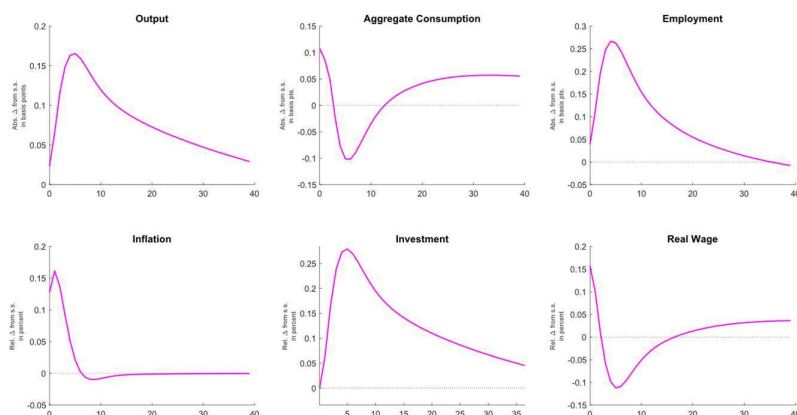 Output
Abs. Δ from s.s.
in basis points
0.2
0.15
0.1
0.05
0
0 10 20 30 40
Aggregate Consumption
Abs. Δ from s.s.
in basis pts.
0.15
0.1
0.05
0
-0.05
-0.1
-0.15
0 10 20 30 40
Employment
Abs. Δ from s.s.
in basis pts.
0.3
0.2
0.1
0
-0.05
0 10 20 30 40
Inflation
Rel. Δ from s.s.
in percent
0.2
0.15
0.1
0.05
0
-0.05
0 10 20 30 40
Investment
Rel. Δ from s.s.
in percent
0.25
0.2
0.15
0.1
0.05
0
5 10 15 20 25 30 35
Real Wage
Rel. Δ from s.s.
in percent
0.2
0.15
0.1
0.05
0
-0.05
-0.1
-0.15
0 10 20 30 40